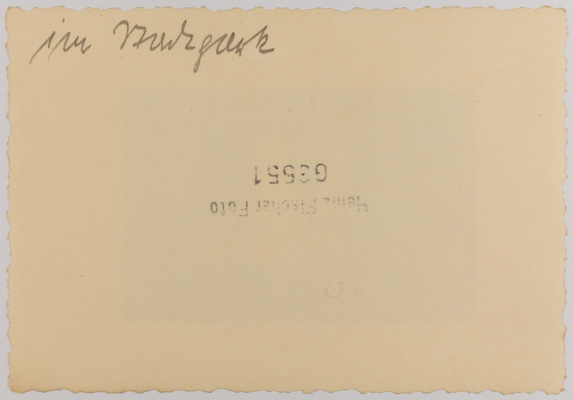 im Stadtpark
Heinz Fischer Foto
G3551